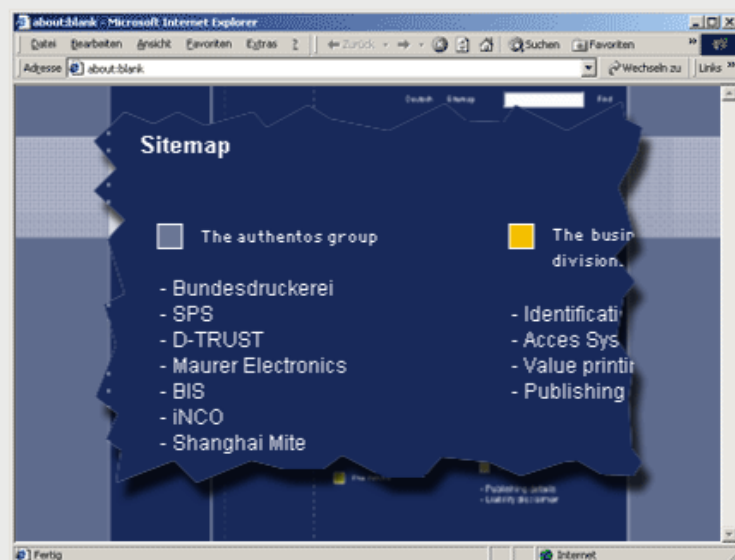 about:blank - Microsoft Internet Explorer
Datei Bearbeiten Ansicht Favoriten Extras ? Zurück Suchen Favoriten »
Adresse about:blank Wechseln zu Links »
Deutsch Sitemap Find
Sitemap
The authentos group
- Bundesdruckerei
- SPS
- D-TRUST
- Maurer Electronics
- BIS
- iNCO
- Shanghai Mite
The busin
division.
- Identificati
- Acces Sys
- Value printin
- Publishing
The
- Publishing details
- Liability disclaimer
Fertig Internet